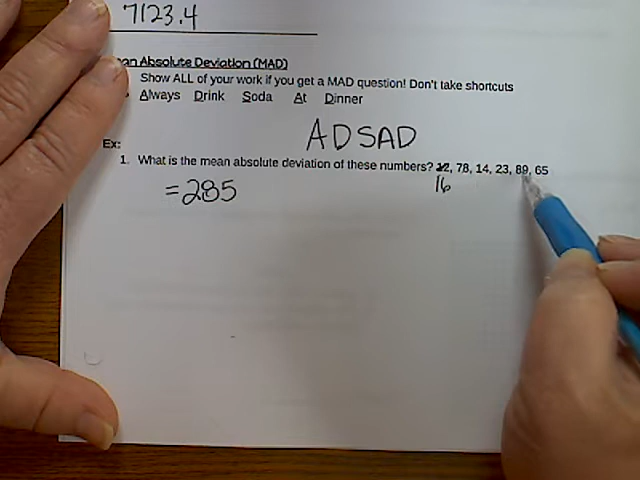 7123.4
an Absolute Deviation (MAD)
Show ALL of your work if you get a MAD question! Don't take shortcuts
Always Drink Soda At Dinner
ADSAD
Ex:
1. What is the mean absolute deviation of these numbers? 12, 78, 14, 23, 89, 65
16
=285